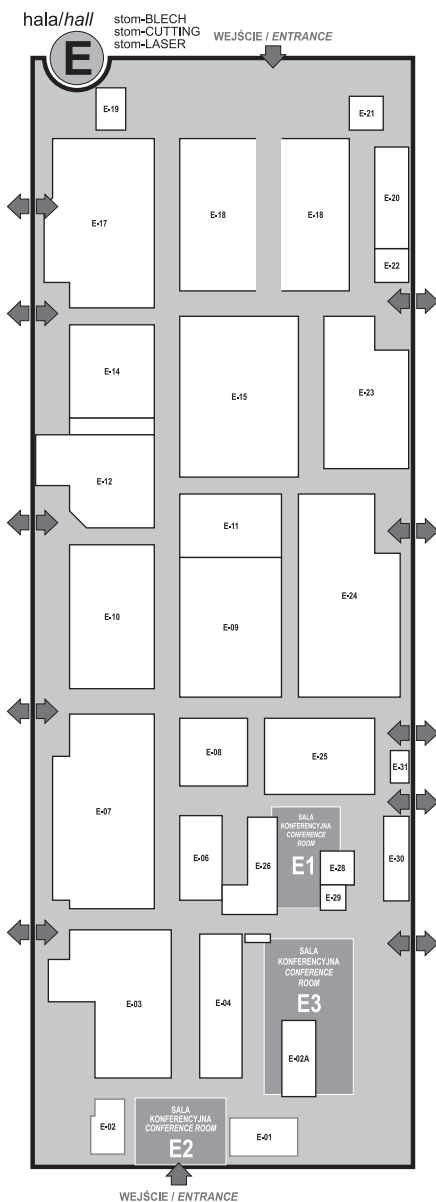 hala/hall
E
stom-BLECH
stom-CUTTING
stom-LASER
WEJŚCIE / ENTRANCE
E-19
E-21
E-17
E-18
E-18
E-20
E-22
E-14
E-15
E-23
E-12
E-11
E-10
E-09
E-24
E-08
E-25
E-31
E-07
SALA
KONFERENCYJNA
CONFERENCE
ROOM
E1
E-06
E-26
E-28
E-29
E-30
E-03
E-04
SALA
KONFERENCYJNA
CONFERENCE
ROOM
E3
E-02A
E-02
SALA
KONFERENCYJNA
CONFERENCE ROOM
E2
E-01
WEJŚCIE / ENTRANCE